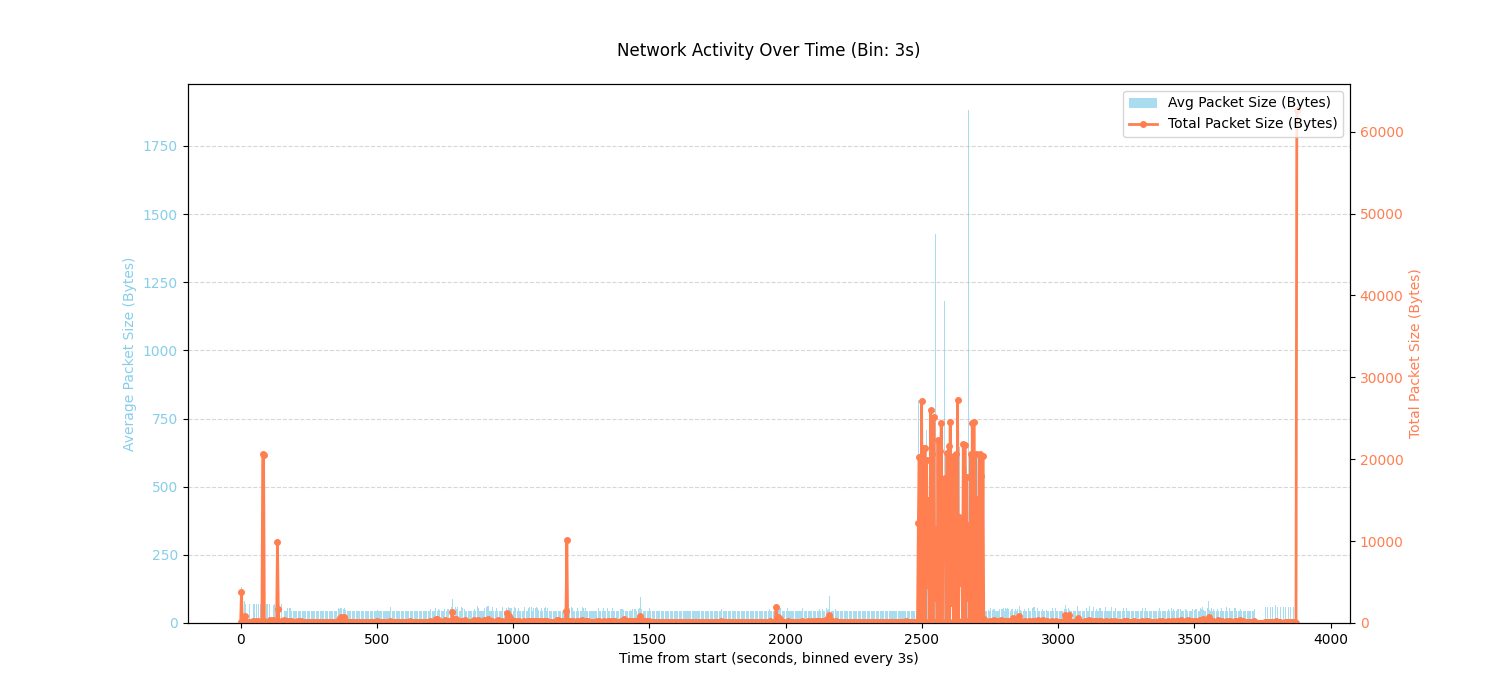 Network Activity Over Time (Bin: 3s)
Avg Packet Size (Bytes)
Total Packet Size (Bytes)
Average Packet Size (Bytes)
1750
1500
1250
1000
750
500
250
0
60000
50000
40000
30000
20000
10000
0
Total Packet Size (Bytes)
0 500 1000 1500 2000 2500 3000 3500 4000
Time from start (seconds, binned every 3s)